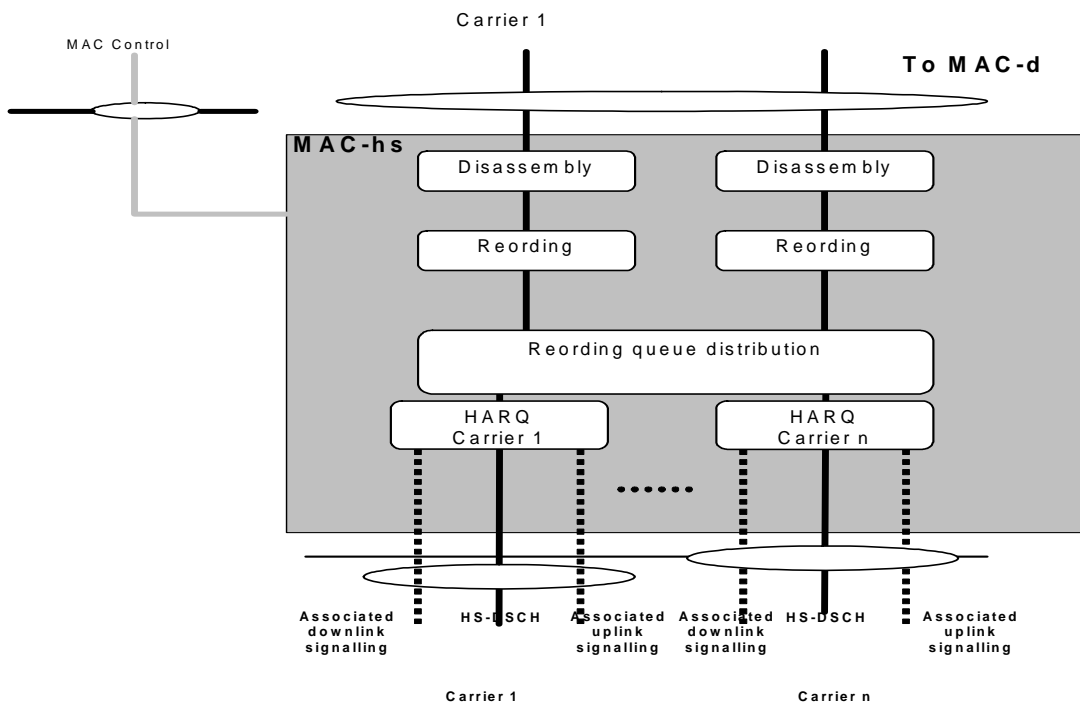 Carrier 1
MAC Control
To MAC-d
MAC-hs
Disassembly
Disassembly
Reording
Reording
Reording queue distribution
HARQ
Carrier 1
HARQ
Carrier n
Associated
downlink
signalling
HS-DSCH
Associated
uplink
signalling
Associated
downlink
signalling
HS-DSCH
Associated
uplink
signalling
Carrier 1
Carrier n